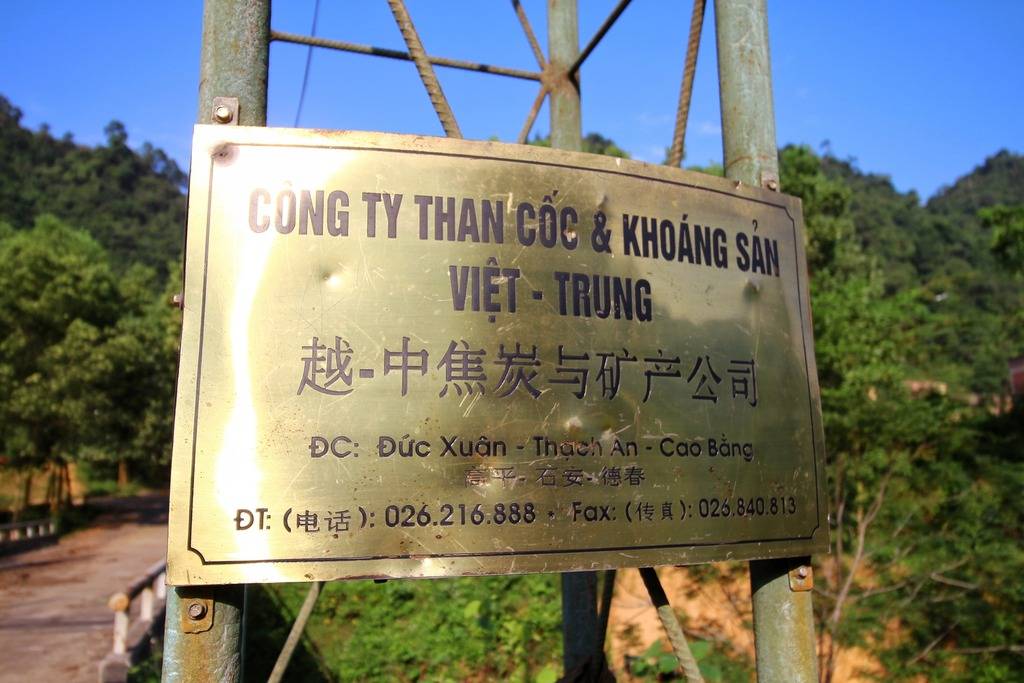 CÔNG TY THAN CỐC & KHOÁNG SẢN
VIỆT - TRUNG
越-中焦炭与矿产公司
ĐC: Đức Xuân - Thạch An - Cao Bằng
高平-石安-德春
ĐT: (电话): 026.216.888 - Fax: (传真): 026.840.813